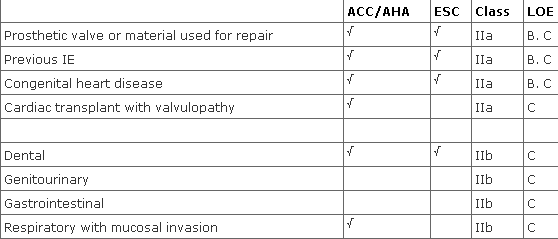 ACC/AHA ESC Class LOE
Prosthetic valve or material used for repair √ √ IIa B. C
Previous IE √ √ IIa B. C
Congenital heart disease √ √ IIa B. C
Cardiac transplant with valvulopathy √ IIa C
Dental √ √ IIb C
Genitourinary IIb C
Gastrointestinal IIb C
Respiratory with mucosal invasion √ IIb C